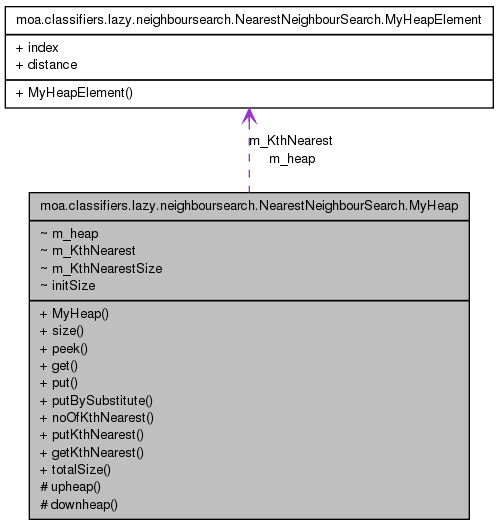 moa.classifiers.lazy.neighboursearch.NearestNeighbourSearch.MyHeapElement
+ index
+ distance
+ MyHeapElement()
m_KthNearest
m_heap
moa.classifiers.lazy.neighboursearch.NearestNeighbourSearch.MyHeap
~ m_heap
~ m_KthNearest
~ m_KthNearestSize
~ initSize
+ MyHeap()
+ size()
+ peek()
+ get()
+ put()
+ putBySubstitute()
+ noOfKthNearest()
+ putKthNearest()
+ getKthNearest()
+ totalSize()
# upheap()
# downheap()